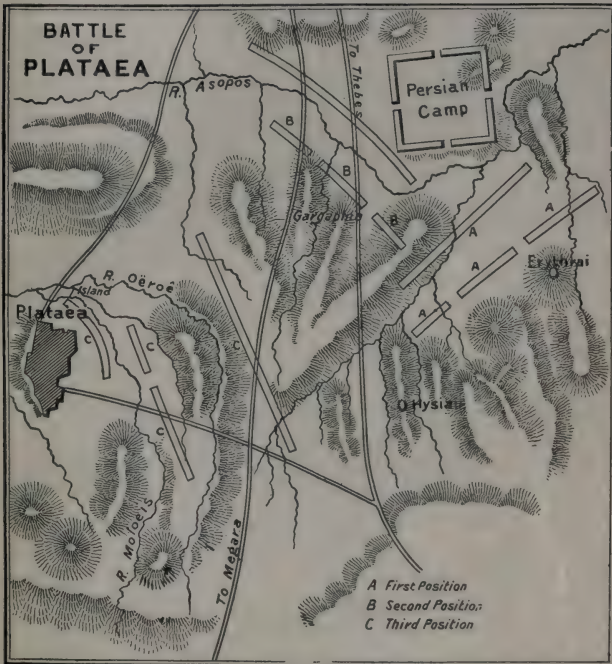 BATTLE
OF
PLATAEA
R. Asopos
To Thebes
Persian
Camp
B
B
Gargaphia
B
A
A
A
Erythrai
A
R. Oëroë
Island
Plataea
C
C
C
C
Hysiai
R. Moloeis
To Megara
A First Position
B Second Position
C Third Position